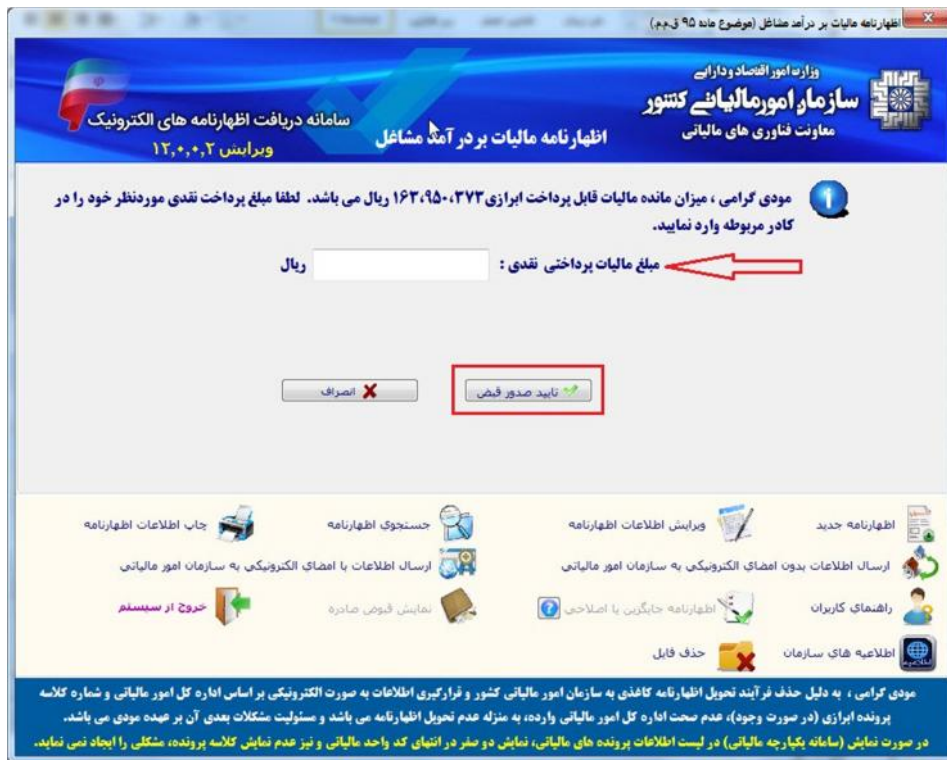 اظهارنامه مالیات بر درآمد مشاغل (موضوع ماده ۹۵ ق.م.م)
وزارت امور اقتصاد و دارایی
سازمان امور مالیاتی کشور
معاونت فناوری های مالیاتی
اظهارنامه مالیات بر درآمد مشاغل
سامانه دریافت اظهارنامه های الکترونیک
ویرایش ۱۲,۰,۰,۲
مودی گرامی ، میزان مانده مالیات قابل پرداخت ابرازی ۱۶۳،۹۵۰،۲۷۳ ریال می باشد. لطفا مبلغ پرداخت نقدی موردنظر خود را در
کادر مربوطه وارد نمایید.
مبلغ مالیات پرداختی نقدی : ریال
تایید صدور قبض انصراف
اظهارنامه جدید ویرایش اطلاعات اظهارنامه جستجوی اظهارنامه چاپ اطلاعات اظهارنامه
ارسال اطلاعات بدون امضای الکترونیکی به سازمان امور مالیاتی ارسال اطلاعات با امضای الکترونیکی به سازمان امور مالیاتی
راهنمای کاربران اظهارنامه جایگزین یا اصلاحی نمایش قبوض صادره خروج از سیستم
اطلاعیه های سازمان حذف فایل
مودی گرامی ، به دلیل حذف فرآیند تحویل اظهارنامه کاغذی به سازمان امور مالیاتی کشور و قرارگیری اطلاعات به صورت الکترونیکی بر اساس اداره کل امور مالیاتی و شماره کلاسه
پرونده ابرازی (در صورت وجود)، عدم صحت اداره کل امور مالیاتی وارده، به منزله عدم تحویل اظهارنامه می باشد و مسئولیت مشکلات بعدی آن بر عهده مودی می باشد.
در صورت نمایش (سامانه یکپارچه مالیاتی) در لیست اطلاعات پرونده های مالیاتی، نمایش دو صفر در انتهای کد واحد مالیاتی و نیز عدم نمایش کلاسه پرونده، مشکلی را ایجاد نمی نماید.